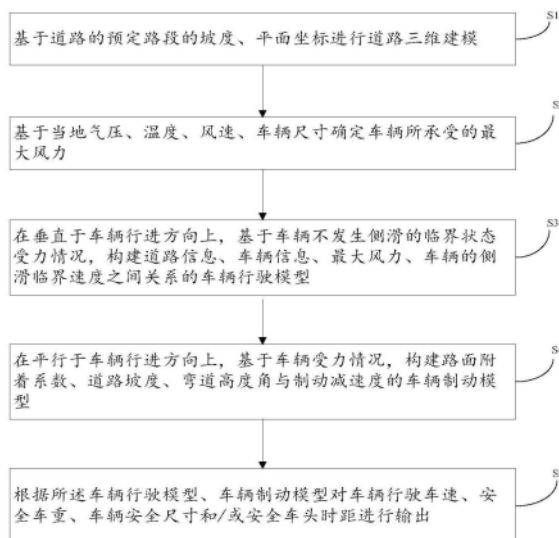 基于道路的预定路段的坡度、平面坐标进行道路三维建模
S1
基于当地气压、温度、风速、车辆尺寸确定车辆所承受的最
大风力
S
在垂直于车辆行进方向上，基于车辆不发生侧滑的临界状态
受力情况，构建道路信息、车辆信息、最大风力、车辆的侧
滑临界速度之间关系的车辆行驶模型
S3
在平行于车辆行进方向上，基于车辆受力情况，构建路面附
着系数、道路坡度、弯道高度角与制动减速度的车辆制动模
型
S
根据所述车辆行驶模型、车辆制动模型对车辆行驶车速、安
全车重、车辆安全尺寸和/或安全车头时距进行输出
S